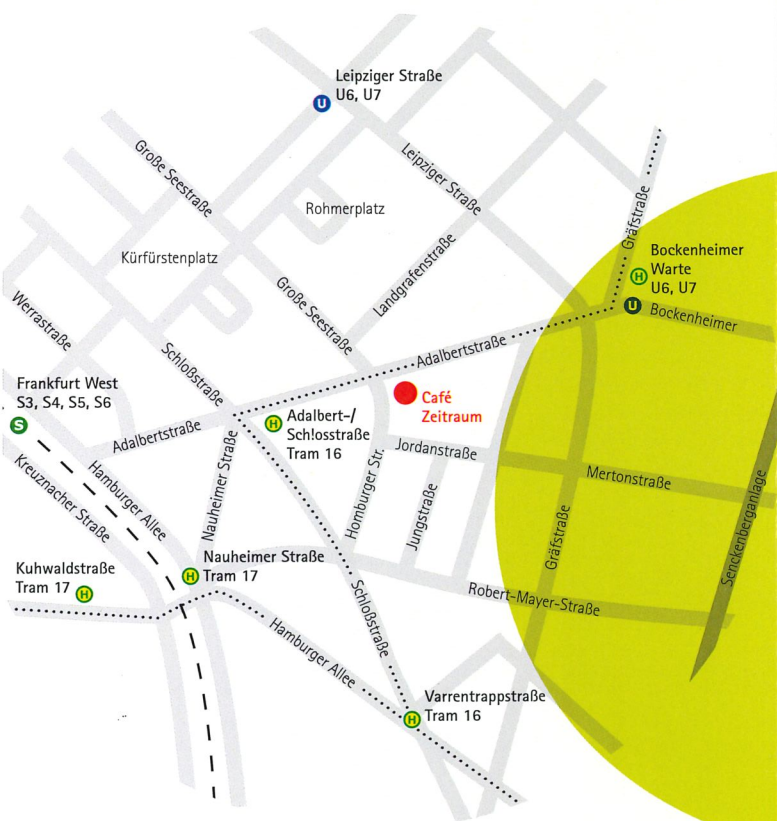 Leipziger Straße
U6, U7
U
Große Seestraße
Leipziger Straße
Rohmerplatz
Gräfstraße
Kürfürstenplatz
Landgrafenstraße
Bockenheimer
Warte
U6, U7
H
U
Bockenheimer
Große Seestraße
Werrastraße
Schloßstraße
Adalbertstraße
Frankfurt West
S3, S4, S5, S6
S
Café
Zeitraum
H
Adalbert-/
Sch!osstraße
Tram 16
Adalbertstraße
Jordanstraße
Mertonstraße
Hamburger Allee
Kreuznacher Straße
Nauheimer Straße
Homburger Str.
Jungstraße
Gräfstraße
Senckenberganlage
Kuhwaldstraße
Tram 17
H
Nauheimer Straße
Tram 17
H
Schloßstraße
Robert-Mayer-Straße
Hamburger Allee
Varrentrappstraße
Tram 16
H